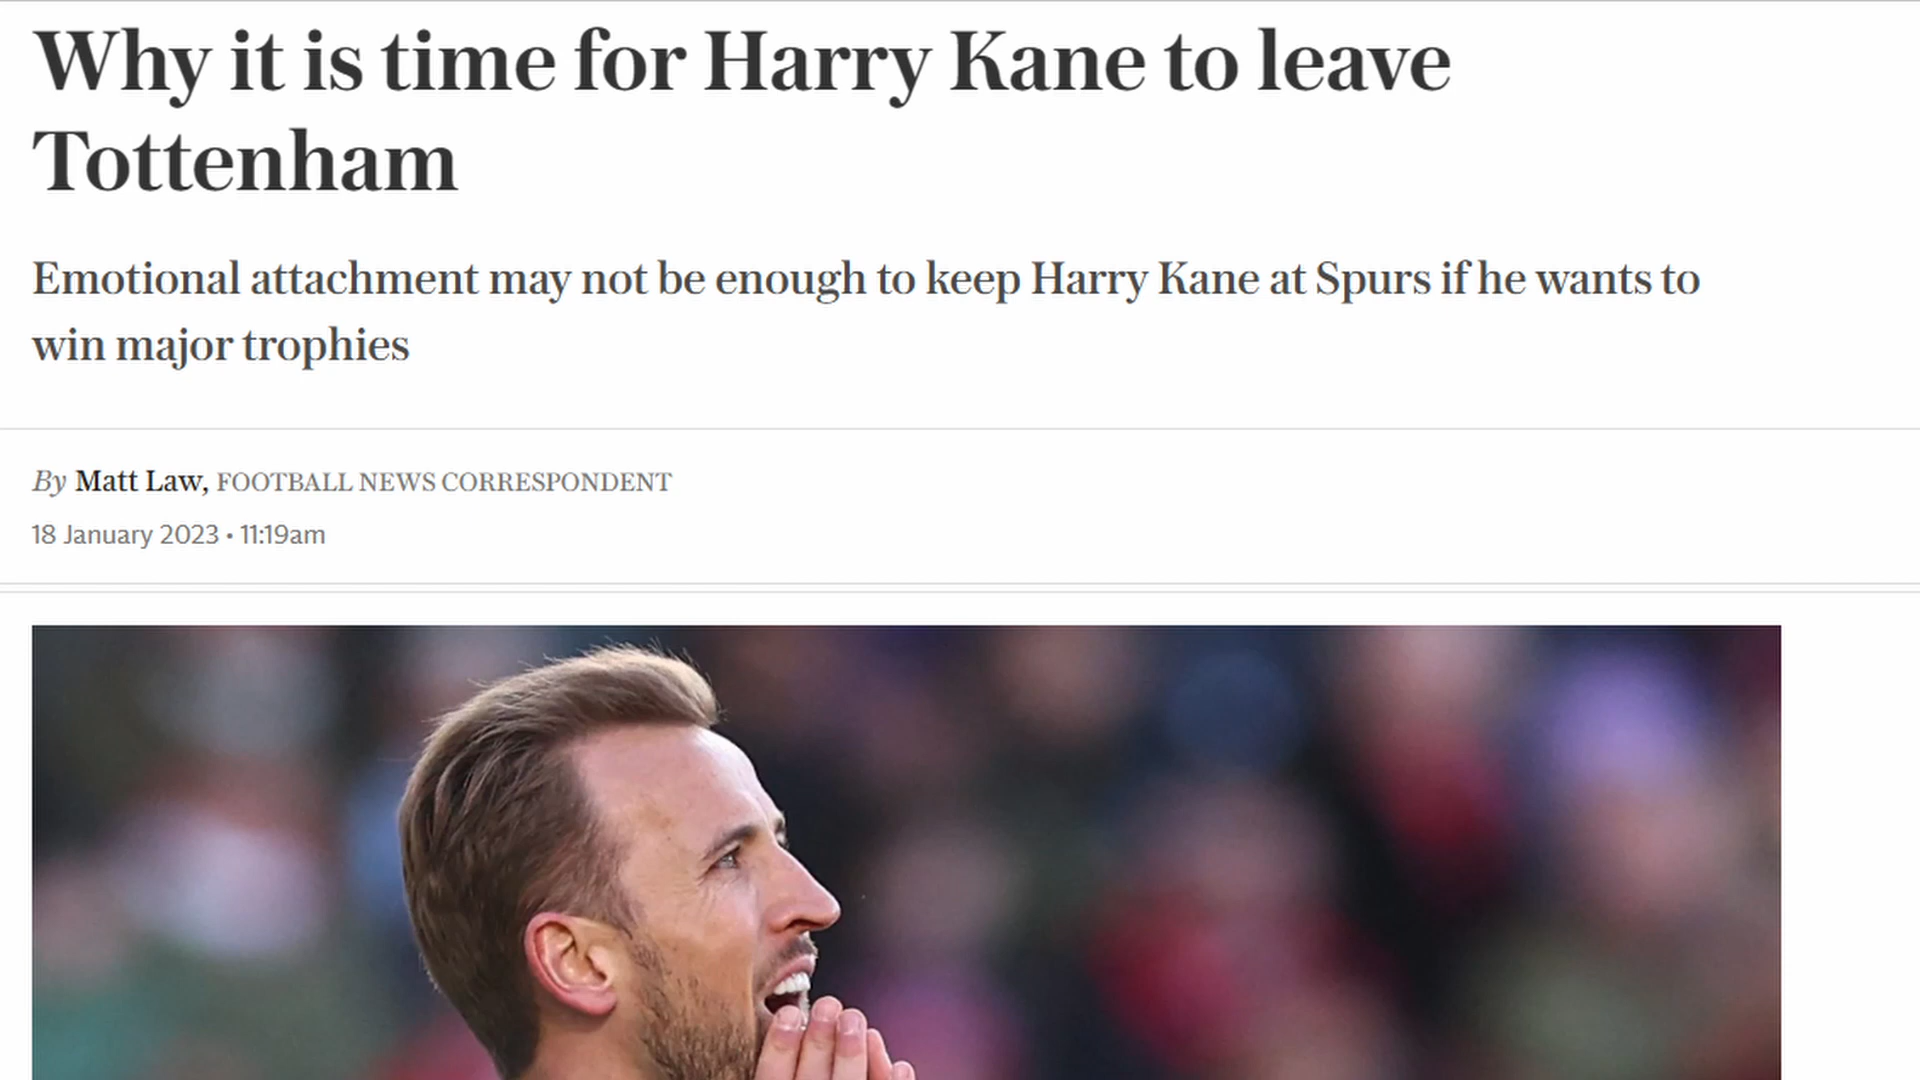 Why it is time for Harry Kane to leave
Tottenham
Emotional attachment may not be enough to keep Harry Kane at Spurs if he wants to
win major trophies
By Matt Law, FOOTBALL NEWS CORRESPONDENT
18 January 2023 • 11:19am